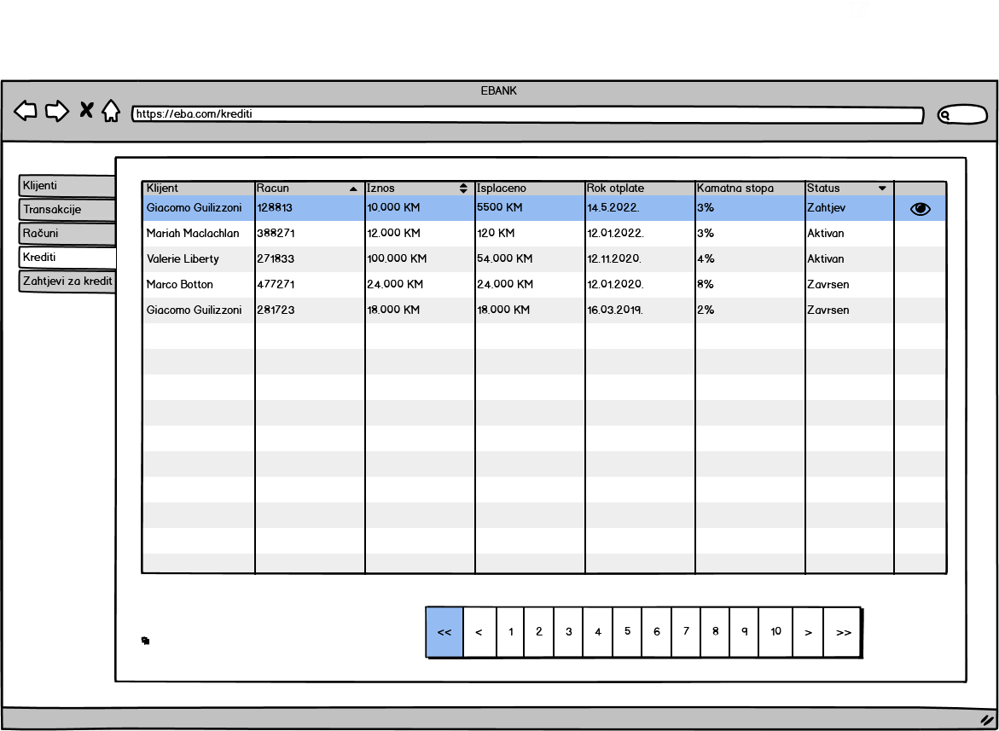 EBANK
https://eba.com/krediti
Klijenti
Transakcije
Računi
Krediti
Zahtjevi za kredit
Klijent Racun Iznos Isplaceno Rok otplate Kamatna stopa Status
Giacomo Guilizzoni 128813 10.000 KM 5500 KM 14.5.2022. 3% Zahtjev
Mariah Maclachlan 388271 12.000 KM 120 KM 12.01.2022. 3% Aktivan
Valerie Liberty 271833 100.000 KM 54.000 KM 12.11.2020. 4% Aktivan
Marco Botton 477271 24.000 KM 24.000 KM 12.01.2020. 8% Zavrsen
Giacomo Guilizzoni 281723 18.000 KM 18.000 KM 16.03.2019. 2% Zavrsen
<< < 1 2 3 4 5 6 7 8 9 10 > >>